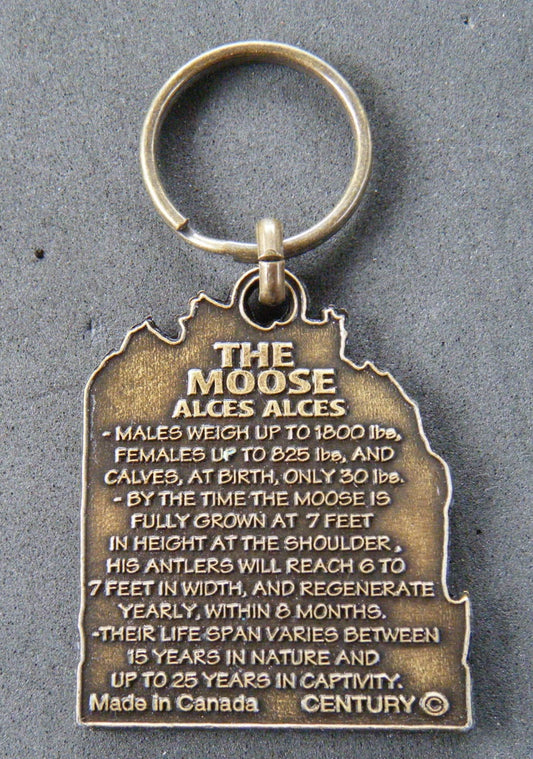 THE
MOOSE
ALCES ALCES
- MALES WEIGH UP TO 1800 lbs,
FEMALES UP TO 825 lbs, AND
CALVES, AT BIRTH, ONLY 30 lbs.
- BY THE TIME THE MOOSE IS
FULLY GROWN AT 7 FEET
IN HEIGHT AT THE SHOULDER,
HIS ANTLERS WILL REACH 6 TO
7 FEET IN WIDTH, AND REGENERATE
YEARLY, WITHIN 8 MONTHS.
-THEIR LIFE SPAN VARIES BETWEEN
15 YEARS IN NATURE AND
UP TO 25 YEARS IN CAPTIVITY.
Made in Canada CENTURY ©